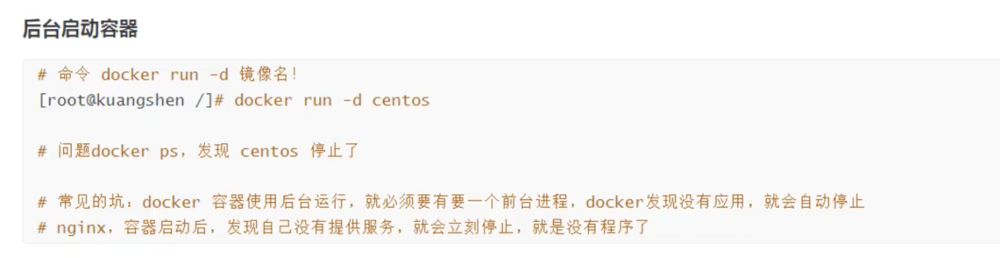 后台启动容器
# 命令 docker run -d 镜像名！
[root@kuangshen /]# docker run -d centos
# 问题docker ps，发现 centos 停止了
# 常见的坑：docker 容器使用后台运行，就必须要有要一个前台进程，docker发现没有应用，就会自动停止
# nginx，容器启动后，发现自己没有提供服务，就会立刻停止，就是没有程序了